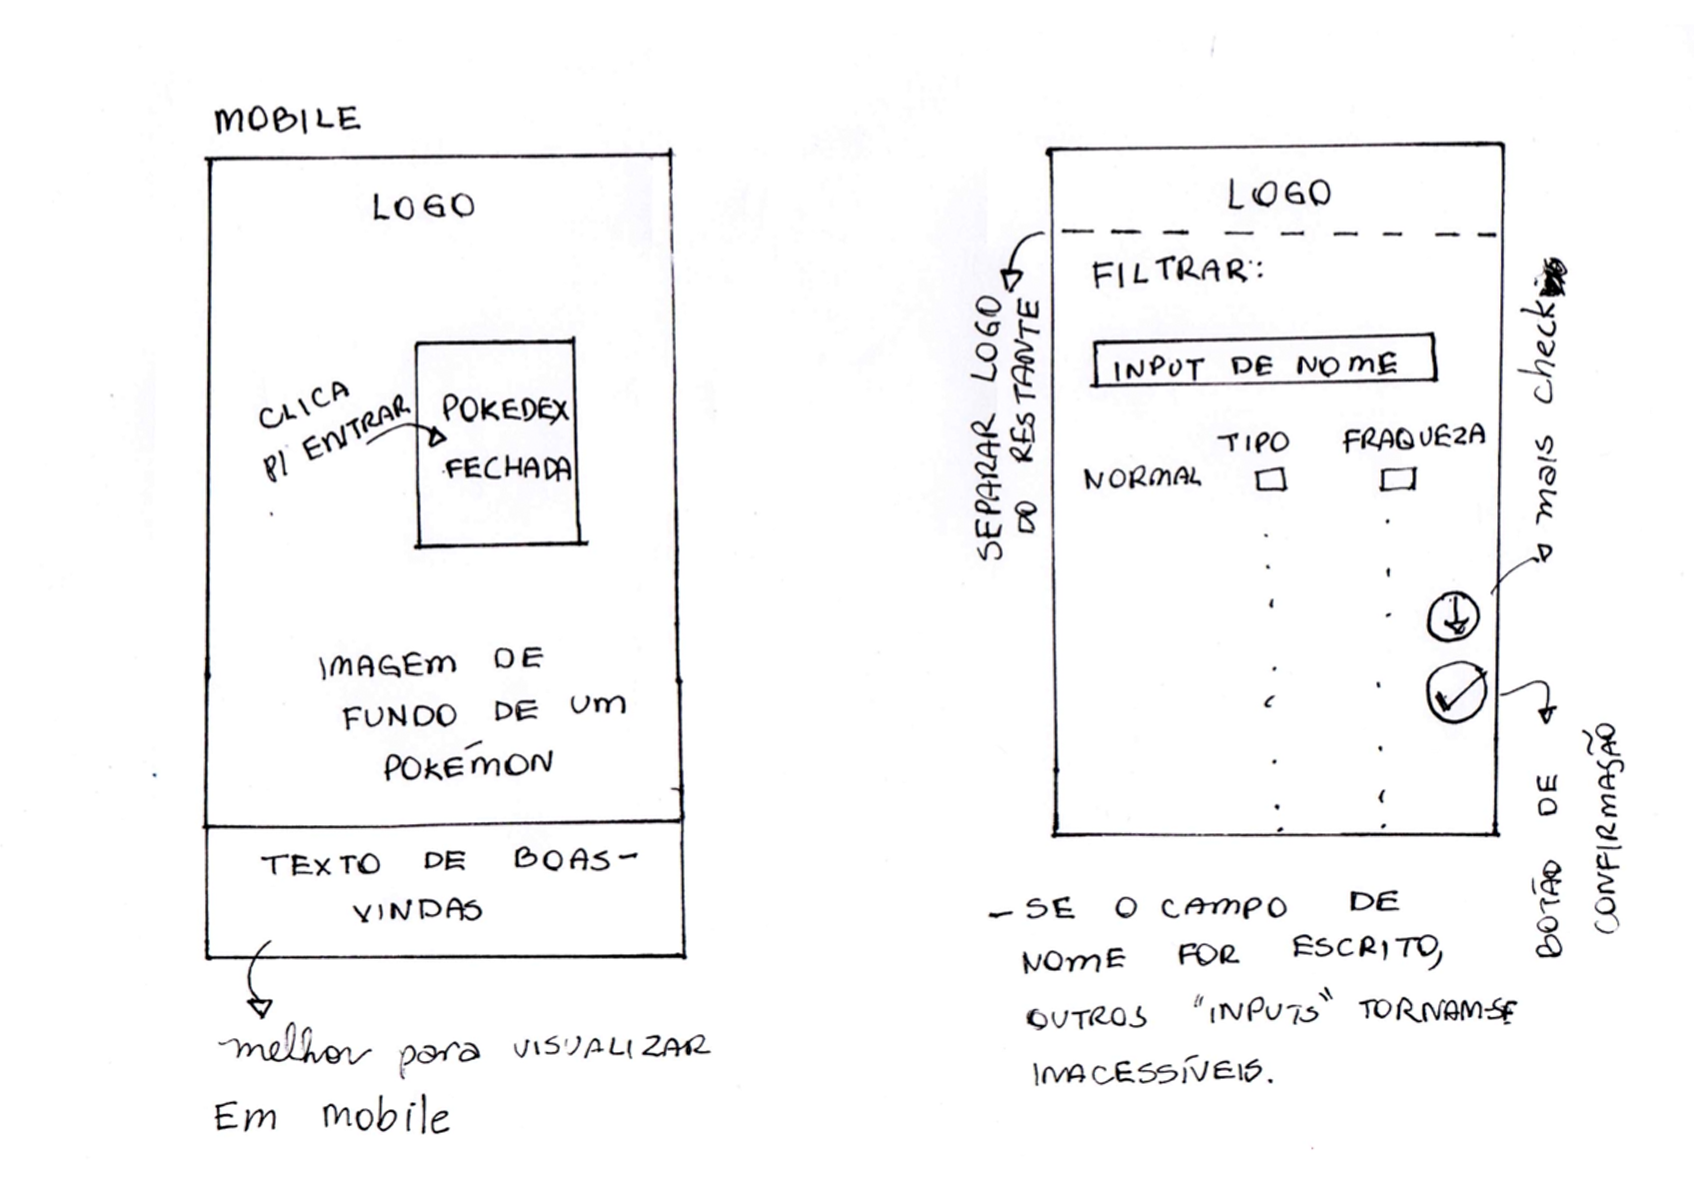 MOBILE
LOGO
CLICA
P/ ENTRAR
POKEDEX
FECHADA
IMAGEM DE
FUNDO DE UM
POKÉMON
TEXTO DE BOAS-
VINDAS
melhor para VISUALIZAR
Em mobile
LOGO
SEPARAR LOGO
DO RESTANTE
FILTRAR:
INPUT DE NOME
TIPO FRAQUEZA
NORMAL
mais check
BOTÃO DE
CONFIRMAÇÃO
- SE O CAMPO DE
NOME FOR ESCRITO,
OUTROS "INPUTS" TORNAM-SE
INACESSÍVEIS.